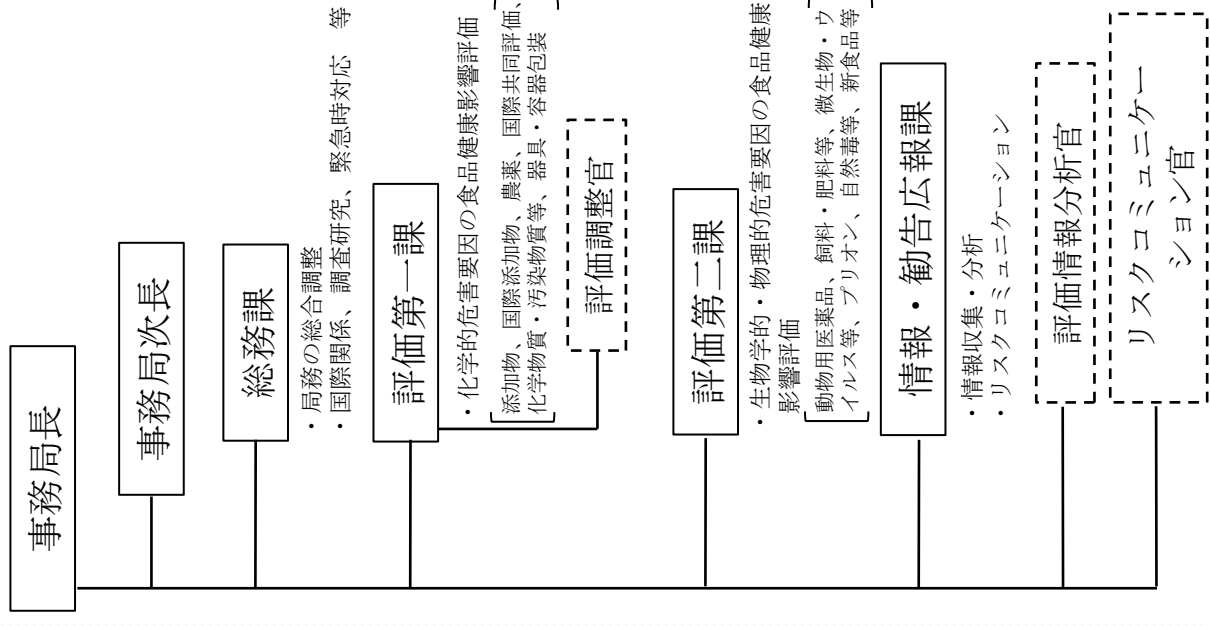 事務局長
事務局次長
総務課
・局務の総合調整
・国際関係、調査研究、緊急時対応　等
評価第一課
・化学的危害要因の食品健康影響評価
添加物、国際添加物、農薬、国際共同評価、
化学物質・汚染物質等、器具・容器包装
評価調整官
評価第二課
・生物学的・物理的危害要因の食品健康
影響評価
動物用医薬品、飼料・肥料等、微生物・ウ
イルス等、プリオン、自然毒等、新食品等
情報・勧告広報課
・情報収集・分析
・リスクコミュニケーション
評価情報分析官
リスクコミュニケー
ション官